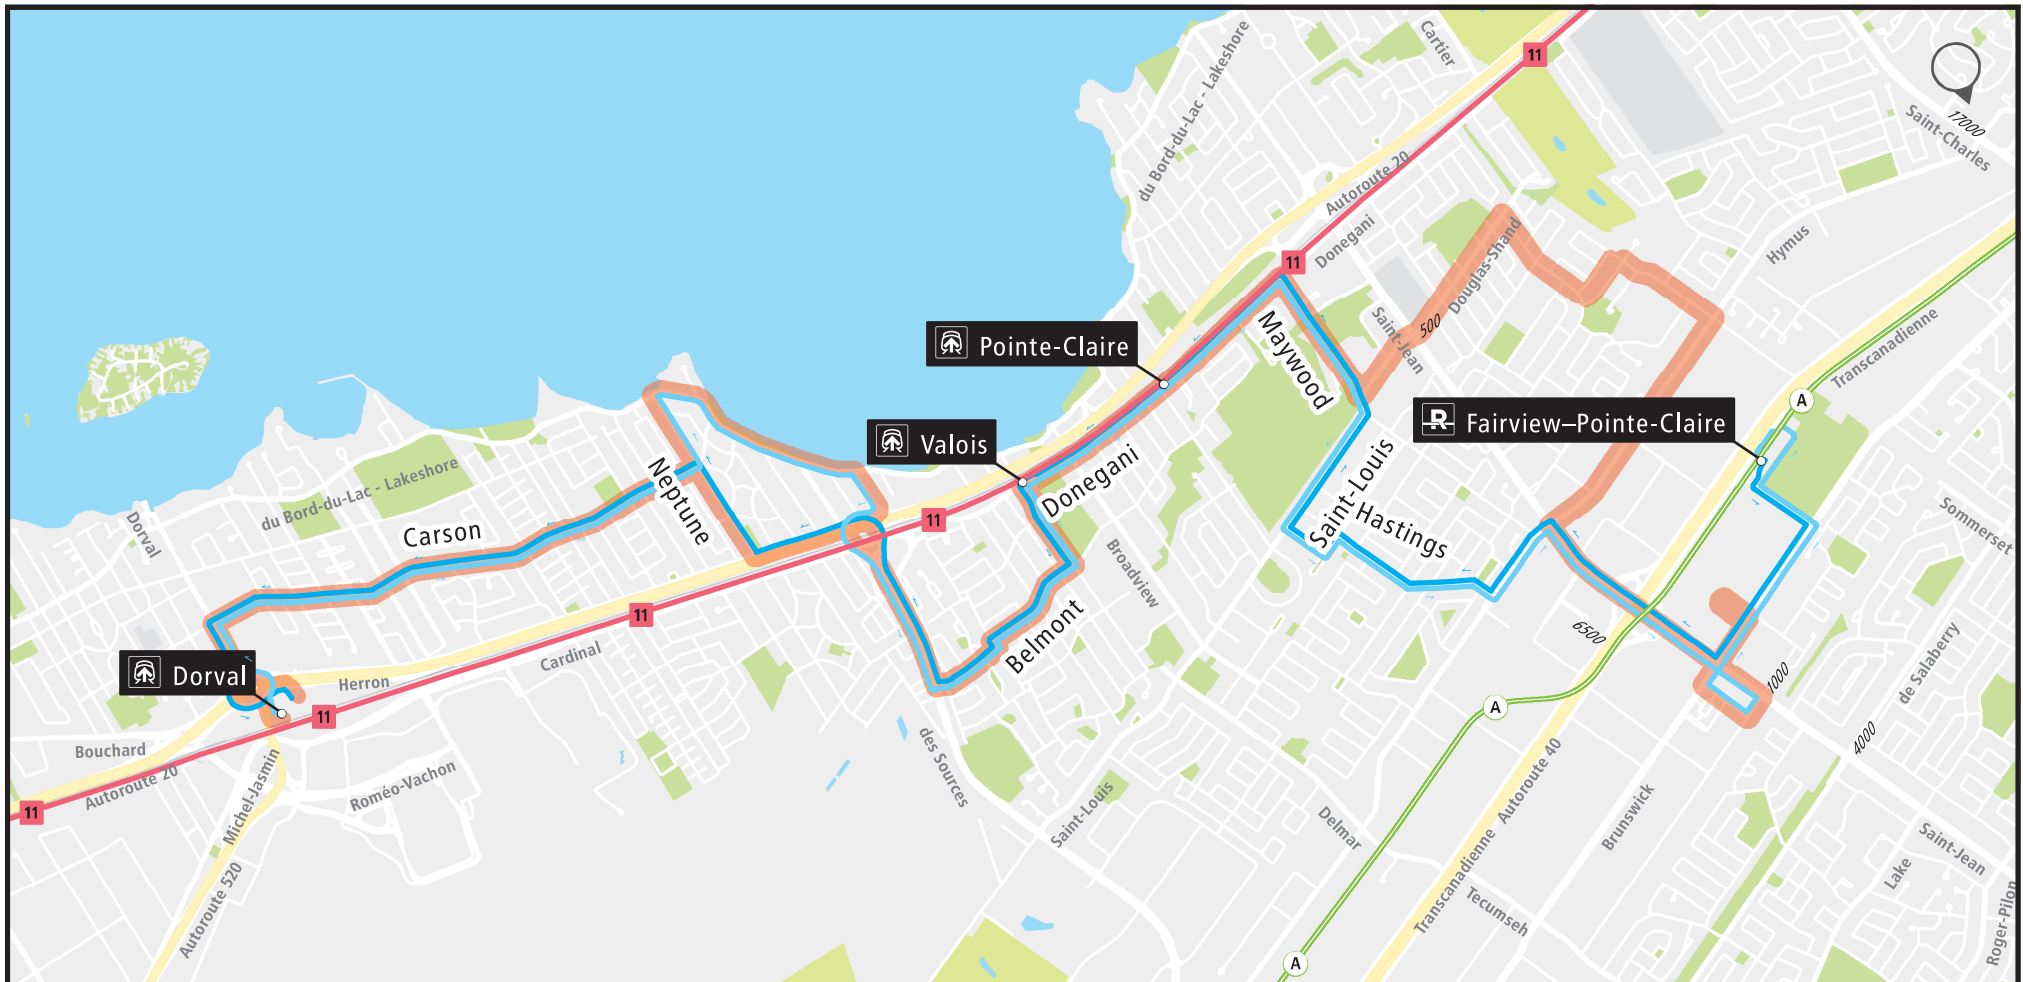 Cartier
11
du Bord-du-Lac - Lakeshore
17000
Saint-Charles
Autoroute 20
Donegani
11
Douglas-Shand
Hymus
500
Saint-Jean
Transcanadienne
Pointe-Claire
Maywood
A
Fairview–Pointe-Claire
Valois
Donegani
Saint-Louis
Hastings
du Bord-du-Lac - Lakeshore
Dorval
Carson
Neptune
11
Sommerset
Broadview
Belmont
11
6500
Cardinal
Dorval
Herron
11
1000
de Salaberry
A
4000
Bouchard
Autoroute 20
Michel-Jasmin
Roméo-Vachon
des Sources
Saint-Louis
Autoroute 40
Brunswick
11
Delmar
Saint-Jean
Lake
Autoroute 520
Transcanadienne
Tecumseh
Roger-Pilon
A